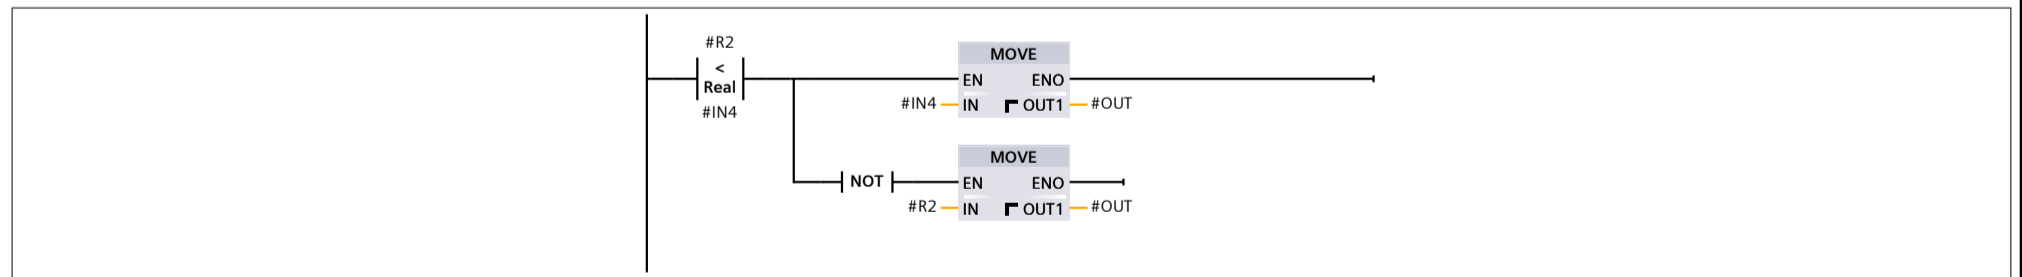 #R2
<
Real
#IN4
MOVE
EN ENO
#IN4 IN OUT1 #OUT
NOT
MOVE
EN ENO
#R2 IN OUT1 #OUT